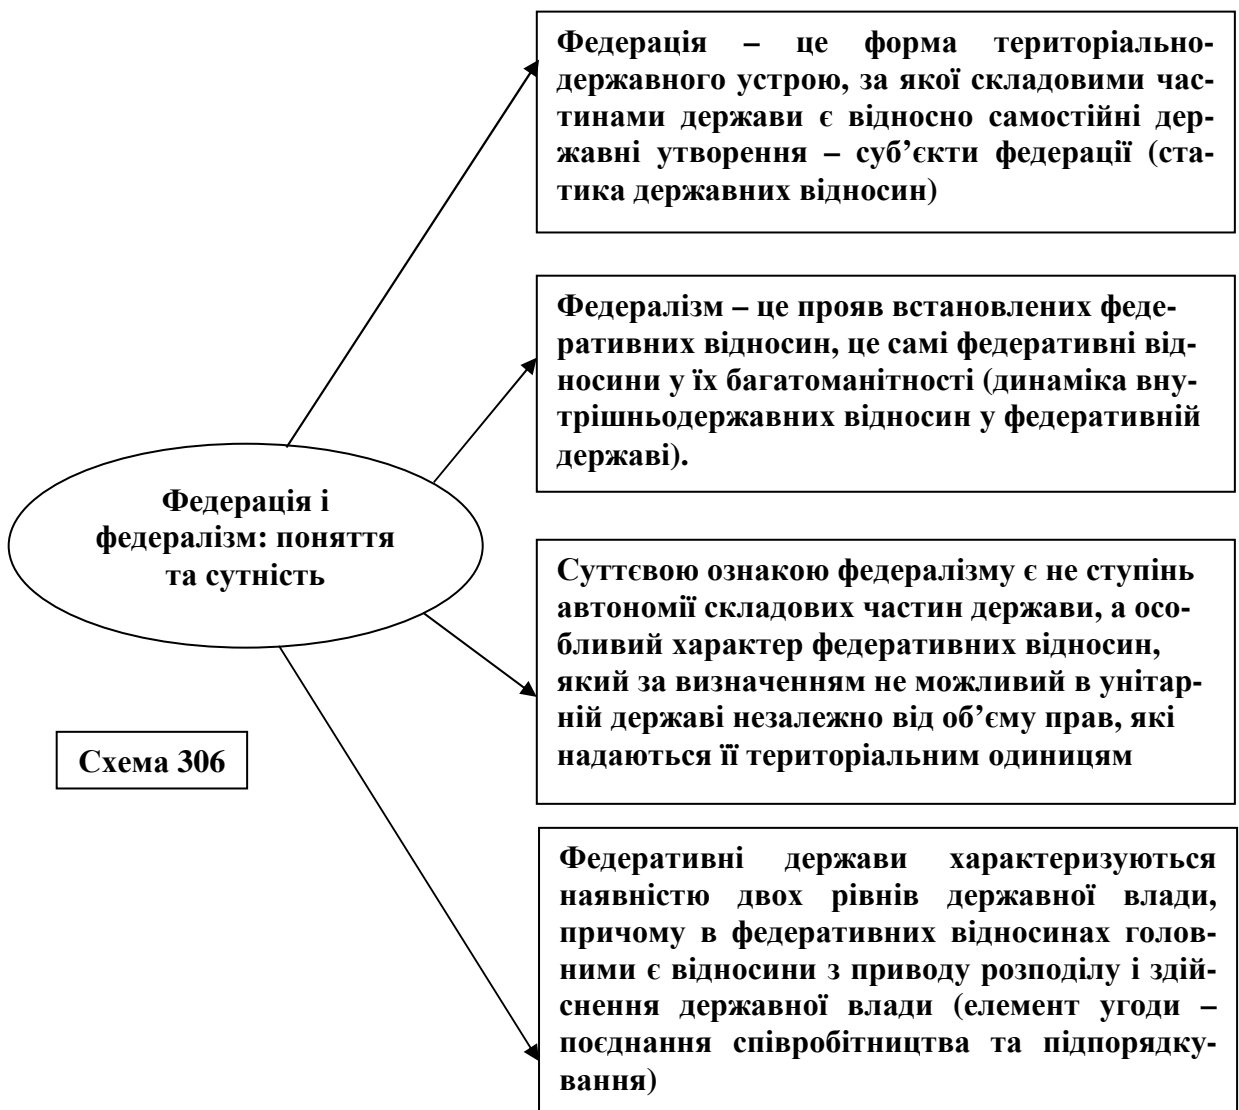 Федерація – це форма територіально-
державного устрою, за якої складовими час-
тинами держави є відносно самостійні дер-
жавні утворення – суб’єкти федерації (ста-
тика державних відносин)
Федералізм – це прояв встановлених феде-
ративних відносин, це самі федеративні від-
носини у їх багатоманітності (динаміка вну-
трішньодержавних відносин у федеративній
державі).
Федерація і
федералізм: поняття
та сутність
Суттєвою ознакою федералізму є не ступінь
автономії складових частин держави, а осо-
бливий характер федеративних відносин,
який за визначенням не можливий в унітар-
ній державі незалежно від об’єму прав, які
надаються її територіальним одиницям
Схема 306
Федеративні держави характеризуються
наявністю двох рівнів державної влади,
причому в федеративних відносинах голов-
ними є відносини з приводу розподілу і здій-
снення державної влади (елемент угоди –
поєднання співробітництва та підпорядку-
вання)